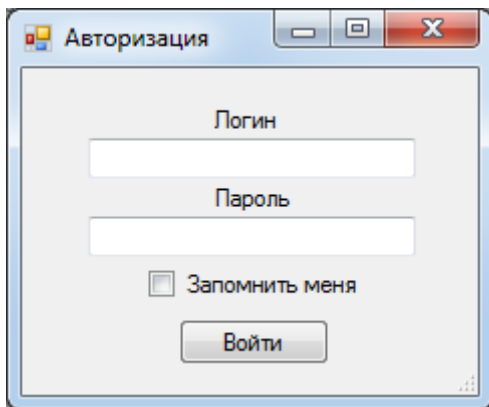 Авторизация
Логин
Пароль
Запомнить меня
Войти